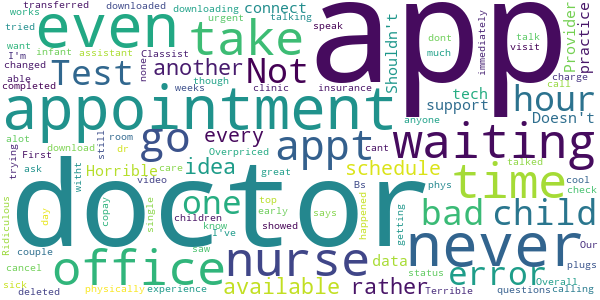 transferred downloaded downloading connect app Shouldn't Provider practice
works even urgent talking
tried infant assistant take speak dont talk immediately visit
want much
I'm Test another Not Classist none though tech charge
changed able weeks clinic insurance support call hour
completed
appointment anyone Doesn't
alot room still go every appt cant waiting
trying First download dr witht Overpriced
ask Horrible care idea great schedule talked time
doctor video one Bs phys cool
Ridiculous day copay single children top early says happened bad child check
know I've showed getting
couple office saw nurse data never Our
cancel available status error plugs
sick deleted physically experience rather Terrible questions Overall calling